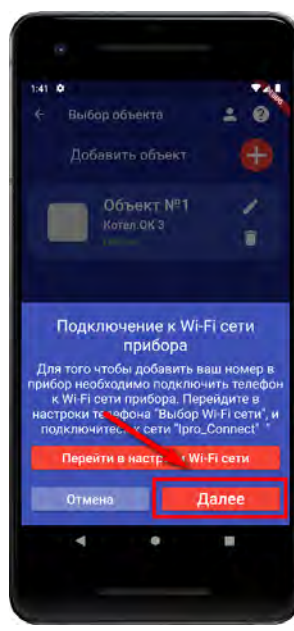 1:41
Выбор объекта
Добавить объект
Объект №1
Котел.ОК 3
Подключение к Wi-Fi сети
прибора
Для того чтобы добавить ваш номер в
прибор необходимо подключить телефон
к Wi-Fi сети прибора. Перейдите в
настроки телефона "Выбор Wi-Fi сети", и
подключитесь к сети "Ipro_Connect" "
Перейти в настройки Wi-Fi сети
Отмена
Далее